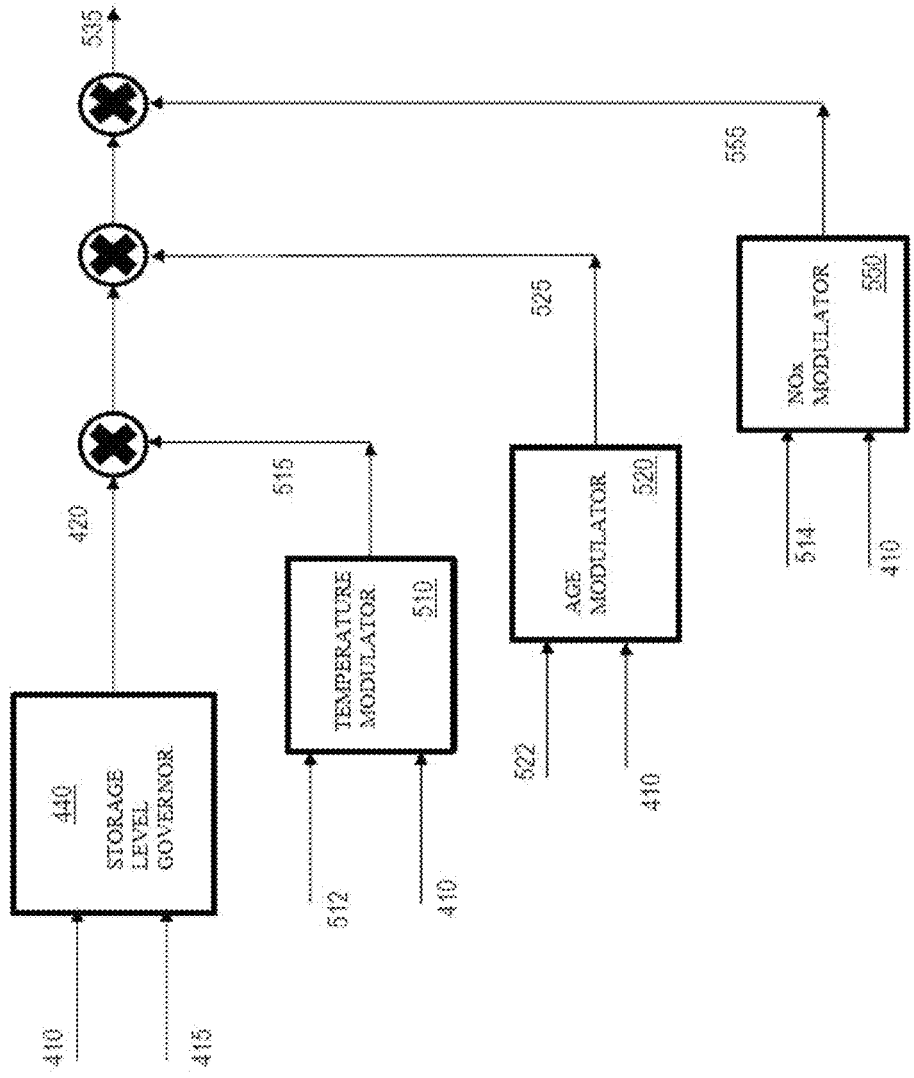 410
415
440
STORAGE
LEVEL
GOVERNOR
420
535
512
410
TEMPERATURE
MODULATOR
510
515
522
410
AGE
MODULATOR
520
525
514
410
NOx
MODULATOR
550
555